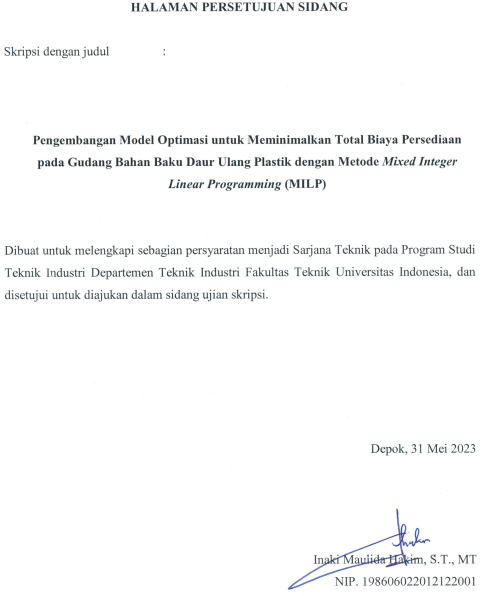 HALAMAN PERSETUJUAN SIDANG
Skripsi dengan judul :
Pengembangan Model Optimasi untuk Meminimalkan Total Biaya Persediaan
pada Gudang Bahan Baku Daur Ulang Plastik dengan Metode Mixed Integer
Linear Programming (MILP)
Dibuat untuk melengkapi sebagian persyaratan menjadi Sarjana Teknik pada Program Studi
Teknik Industri Departemen Teknik Industri Fakultas Teknik Universitas Indonesia, dan
disetujui untuk diajukan dalam sidang ujian skripsi.
Depok, 31 Mei 2023
Inaki Maulida Hakim, S.T., MT
NIP. 198606022012122001